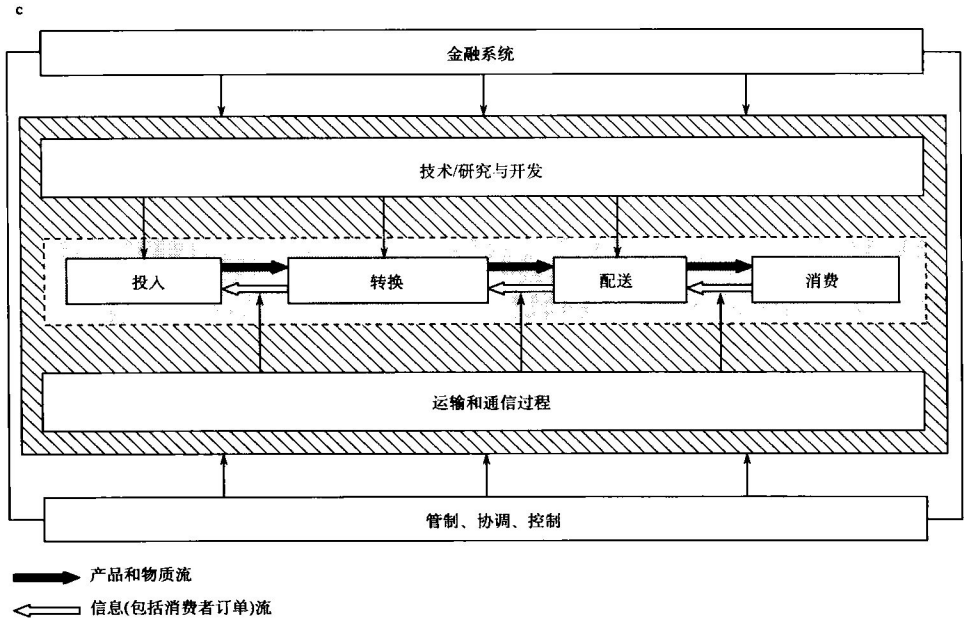 c
金融系统
技术/研究与开发
投入
转换
配送
消费
运输和通信过程
管制、协调、控制
产品和物质流
信息(包括消费者订单)流